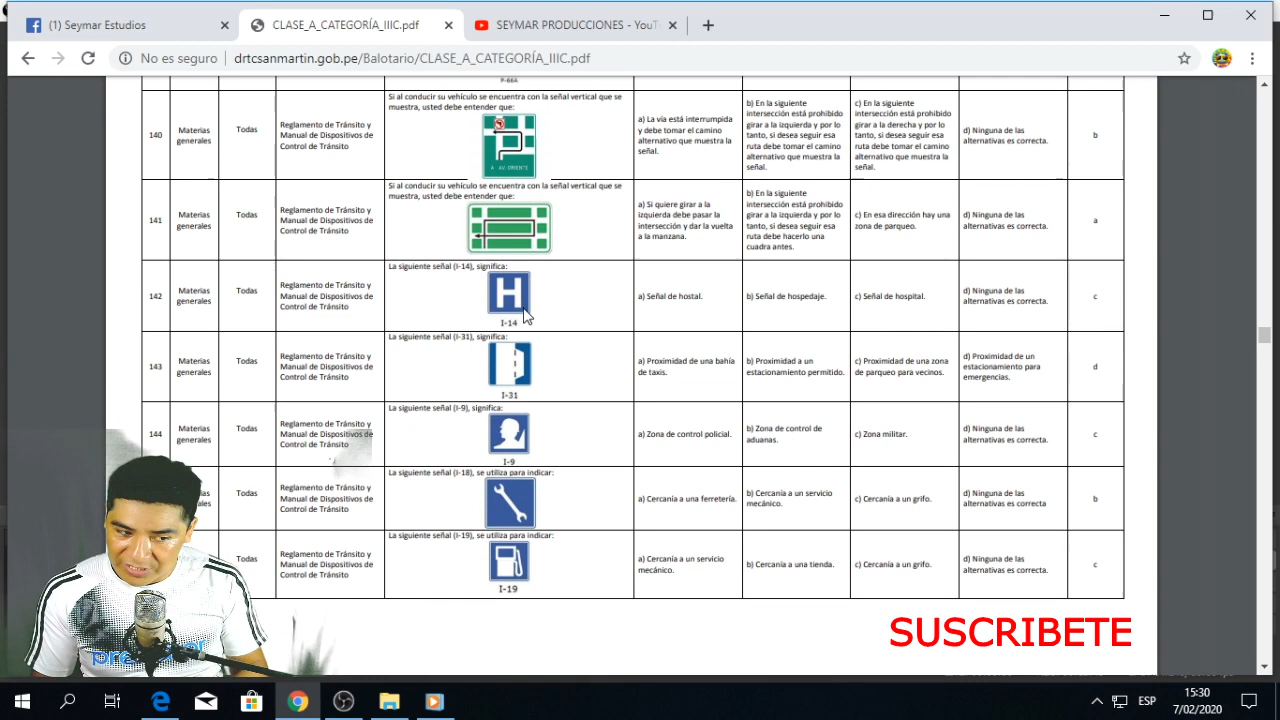 (1) Seymar Estudios
CLASE_A_CATEGORÍA_IIIC.pdf
SEYMAR PRODUCCIONES - YouT
No es seguro
drtcsanmartin.gob.pe/Balotario/CLASE_A_CATEGORÍA_IIIC.pdf
P-66A
140
Materias
generales
Todas
Reglamento de Tránsito y
Manual de Dispositivos de
Control de Tránsito
Si al conducir su vehículo se encuentra con la señal vertical que se
muestra, usted debe entender que:
A AV. ORIENTE
a) La vía está interrumpida
y debe tomar el camino
alternativo que muestra la
señal.
b) En la siguiente
intersección está prohibido
girar a la izquierda y por lo
tanto, si desea seguir esa
ruta debe tomar el camino
alternativo que muestra la
señal.
c) En la siguiente
intersección está prohibido
girar a la derecha y por lo
tanto, si desea seguir esa
ruta debe tomar el camino
alternativo que muestra la
señal.
d) Ninguna de las
alternativas es correcta.
b
141
Materias
generales
Todas
Reglamento de Tránsito y
Manual de Dispositivos de
Control de Tránsito
Si al conducir su vehículo se encuentra con la señal vertical que se
muestra, usted debe entender que:
a) Si quiere girar a la
izquierda debe pasar la
intersección y dar la vuelta
a la manzana.
b) En la siguiente
intersección está prohibido
girar a la izquierda y por lo
tanto, si desea seguir esa
ruta debe hacerlo una
cuadra antes.
c) En esa dirección hay una
zona de parqueo.
d) Ninguna de las
alternativas es correcta.
a
142
Materias
generales
Todas
Reglamento de Tránsito y
Manual de Dispositivos de
Control de Tránsito
La siguiente señal (I-14), significa:
H
I-14
a) Señal de hostal.
b) Señal de hospedaje.
c) Señal de hospital.
d) Ninguna de las
alternativas es correcta.
c
143
Materias
generales
Todas
Reglamento de Tránsito y
Manual de Dispositivos de
Control de Tránsito
La siguiente señal (I-31), significa:
I-31
a) Proximidad de una bahía
de taxis.
b) Proximidad a un
estacionamiento permitido.
c) Proximidad de una zona
de parqueo para vecinos.
d) Proximidad de un
estacionamiento para
emergencias.
d
144
Materias
generales
Todas
Reglamento de Tránsito y
Manual de Dispositivos de
Control de Tránsito
La siguiente señal (I-9), significa:
I-9
a) Zona de control policial.
b) Zona de control de
aduanas.
c) Zona militar.
d) Ninguna de las
alternativas es correcta.
c
Todas
Reglamento de Tránsito y
Manual de Dispositivos de
Control de Tránsito
La siguiente señal (I-18), se utiliza para indicar:
a) Cercanía a una ferretería.
b) Cercanía a un servicio
mecánico.
c) Cercanía a un grifo.
d) Ninguna de las
alternativas es correcta
b
Todas
Reglamento de Tránsito y
Manual de Dispositivos de
Control de Tránsito
La siguiente señal (I-19), se utiliza para indicar:
I-19
a) Cercanía a un servicio
mecánico.
b) Cercanía a una tienda.
c) Cercanía a un grifo.
d) Ninguna de las
alternativas es correcta.
c
SUSCRIBETE
ESP
15:30
7/02/2020